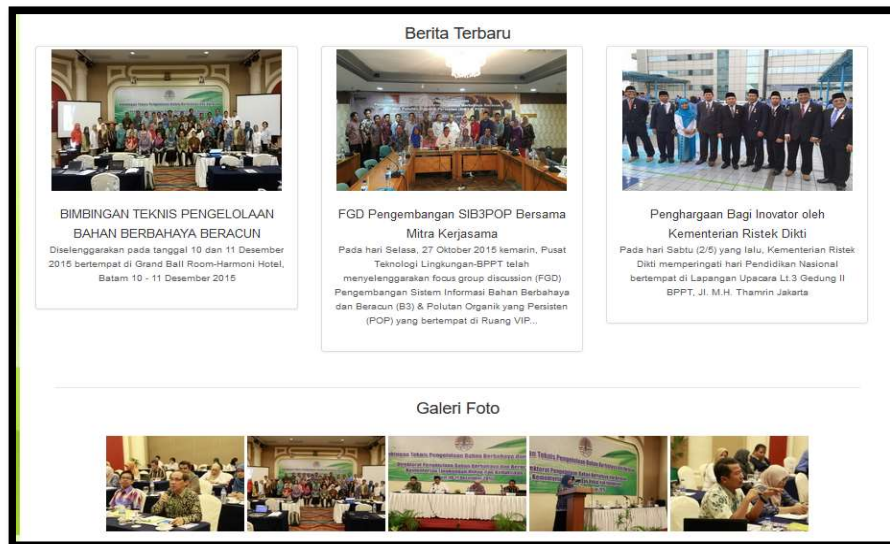 Berita Terbaru
BIMBINGAN TEKNIS PENGELOLAAN
BAHAN BERBAHAYA BERACUN
Diselenggarakan pada tanggal 10 dan 11 Desember
2015 bertempat di Grand Ball Room-Harmoni Hotel,
Batam 10 - 11 Desember 2015
FGD Pengembangan SIB3POP Bersama
Mitra Kerjasama
Pada hari Selasa, 27 Oktober 2015 kemarin, Pusat
Teknologi Lingkungan-BPPT telah
menyelenggarakan focus group discussion (FGD)
Pengembangan Sistem Informasi Bahan Berbahaya
dan Beracun (B3) & Polutan Organik yang Persisten
(POP) yang bertempat di Ruang VIP...
Penghargaan Bagi Inovator oleh
Kementerian Ristek Dikti
Pada hari Sabtu (2/5) yang lalu, Kementerian Ristek
Dikti memperingati hari Pendidikan Nasional
bertempat di Lapangan Upacara Lt.3 Gedung II
BPPT, Jl. M.H. Thamrin Jakarta
Galeri Foto